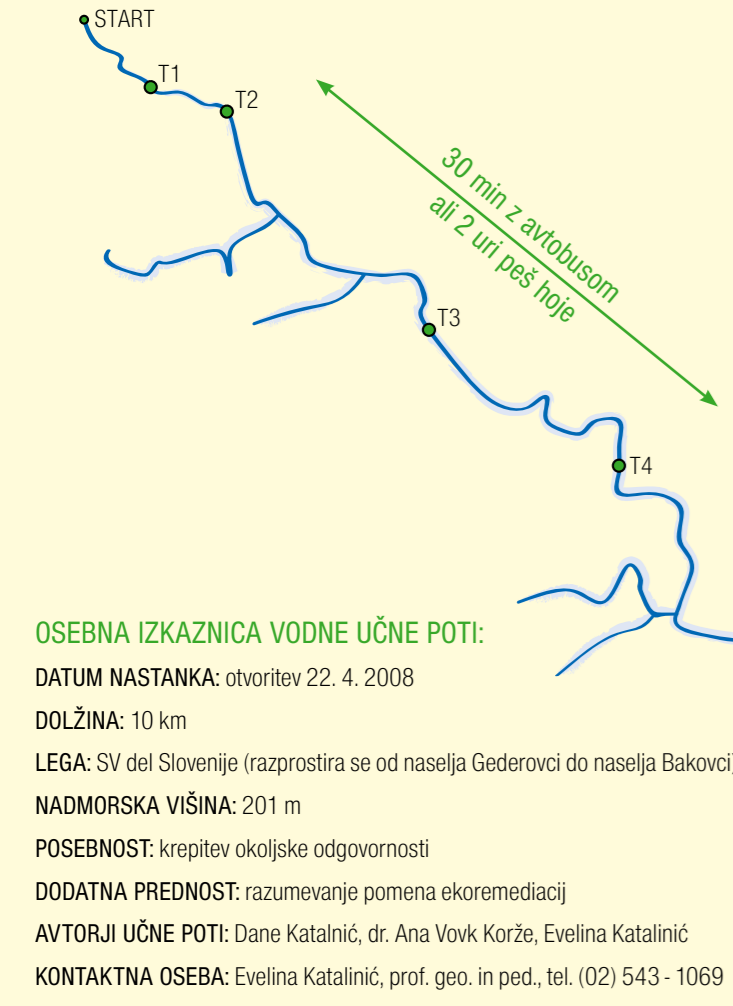 START
T1
T2
30 min z avtobusom
ali 2 uri peš hoje
T3
T4
OSEBNA IZKAZNICA VODNE UČNE POTI:
DATUM NASTANKA: otvoritev 22. 4. 2008
DOLŽINA: 10 km
LEGA: SV del Slovenije (razprostira se od naselja Gederovci do naselja Bakovci)
NADMORSKA VIŠINA: 201 m
POSEBNOST: krepitev okoljske odgovornosti
DODATNA PREDNOST: razumevanje pomena ekoremediacij
AVTORJI UČNE POTI: Dane Katalnić, dr. Ana Vovk Korže, Evelina Katalinić
KONTAKTNA OSEBA: Evelina Katalinić, prof. geo. in ped., tel. (02) 543 - 1069